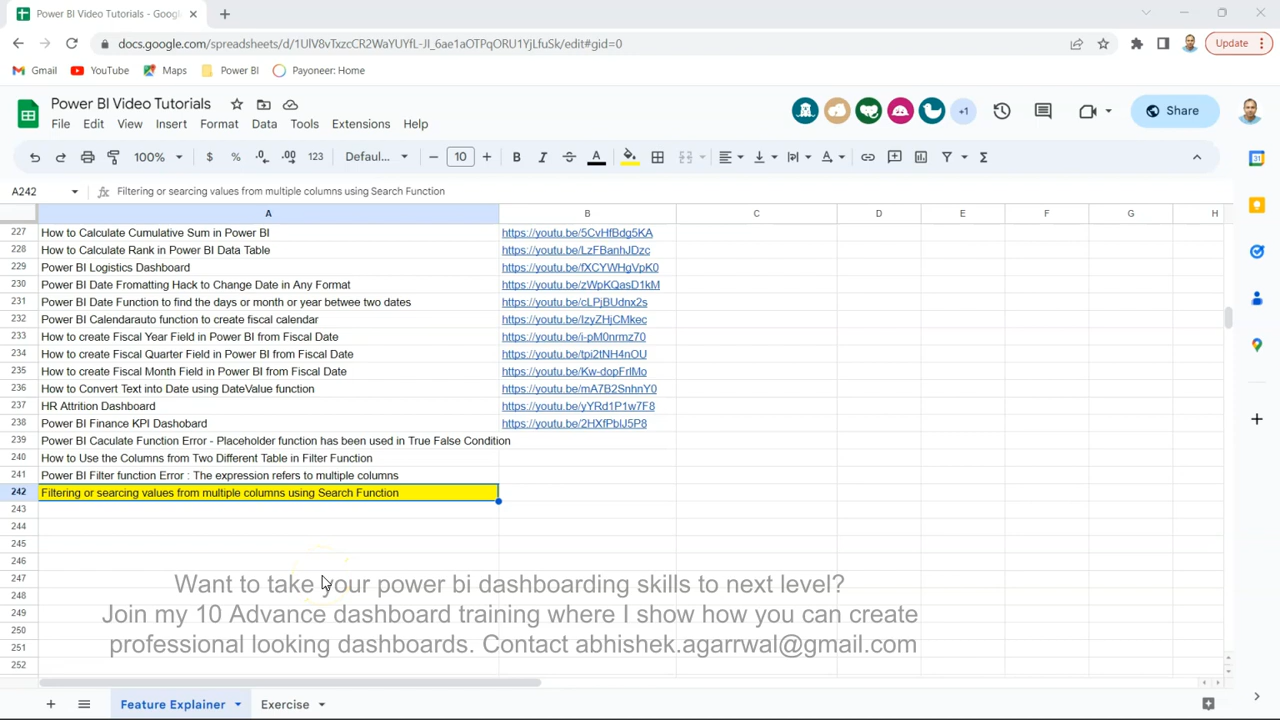 Power BI Video Tutorials - Googl
docs.google.com/spreadsheets/d/1UlV8vTxzcCR2WaYUYfL-JI_6ae1aOTPqORU1YjLfuSk/edit#gid=0
Update
Gmail
YouTube
Maps
Power BI
Payoneer: Home
Power BI Video Tutorials
+1
Share
File Edit View Insert Format Data Tools Extensions Help
100% $ % .0 .00 123 Defaul... 10 B I A
A242 fx Filtering or searcing values from multiple columns using Search Function
A B C D E F G H
227 How to Calculate Cumulative Sum in Power BI https://youtu.be/5CvHfBdg5KA
228 How to Calculate Rank in Power BI Data Table https://youtu.be/LzFBanhJDzc
229 Power BI Logistics Dashboard https://youtu.be/fXCYWHgVpK0
230 Power BI Date Fromatting Hack to Change Date in Any Format https://youtu.be/zWpKQasD1kM
231 Power BI Date Function to find the days or month or year betwee two dates https://youtu.be/cLPjBUdnx2s
232 Power BI Calendarauto function to create fiscal calendar https://youtu.be/IzyZHjCMkec
233 How to create Fiscal Year Field in Power BI from Fiscal Date https://youtu.be/i-pM0nrmz70
234 How to create Fiscal Quarter Field in Power BI from Fiscal Date https://youtu.be/tpi2tNH4nOU
235 How to create Fiscal Month Field in Power BI from Fiscal Date https://youtu.be/Kw-dopFrIMo
236 How to Convert Text into Date using DateValue function https://youtu.be/mA7B2SnhnY0
237 HR Attrition Dashboard https://youtu.be/yYRd1P1w7F8
238 Power BI Finance KPI Dashobard https://youtu.be/2HXfPblJ5P8
239 Power BI Caculate Function Error - Placeholder function has been used in True False Condition
240 How to Use the Columns from Two Different Table in Filter Function
241 Power BI Filter function Error : The expression refers to multiple columns
242 Filtering or searcing values from multiple columns using Search Function
243
244
245
246
247
248
249
250
251
252
Want to take your power bi dashboarding skills to next level?
Join my 10 Advance dashboard training where I show how you can create
professional looking dashboards. Contact abhishek.agarrwal@gmail.com
Feature Explainer
Exercise